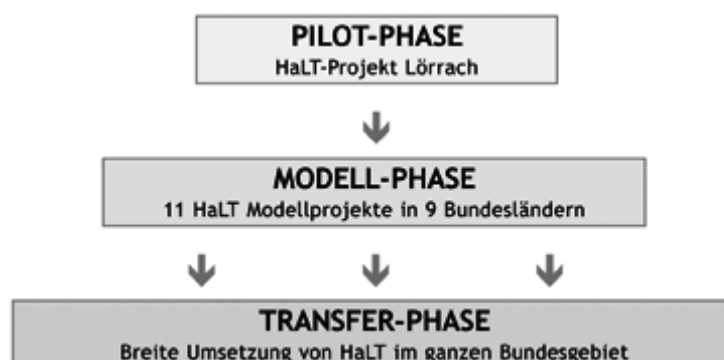 PILOT-PHASE
HaLT-Projekt Lörrach
MODELL-PHASE
11 HaLT Modellprojekte in 9 Bundesländern
TRANSFER-PHASE
Breite Umsetzung von HaLT im ganzen Bundesgebiet